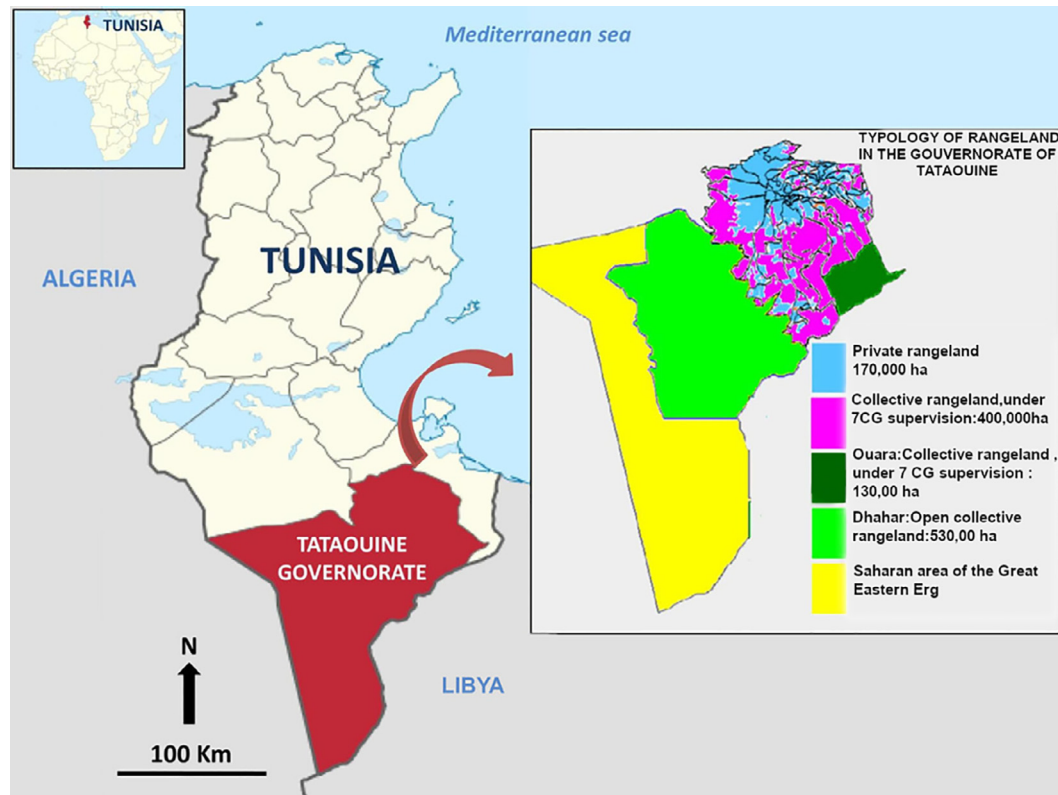 TUNISIA
Mediterranean sea
ALGERIA
TUNISIA
TATAOUINE
GOVERNORATE
LIBYA
N
100 Km
TYPOLOGY OF RANGELAND
IN THE GOUVERNORATE OF
TATAOUINE
Private rangeland
170,000 ha
Collective rangeland,under
7CG supervision:400,000ha
Ouara:Collective rangeland ,
under 7 CG supervision :
130,00 ha
Dhahar:Open collective
rangeland:530,00 ha
Saharan area of the Great
Eastern Erg